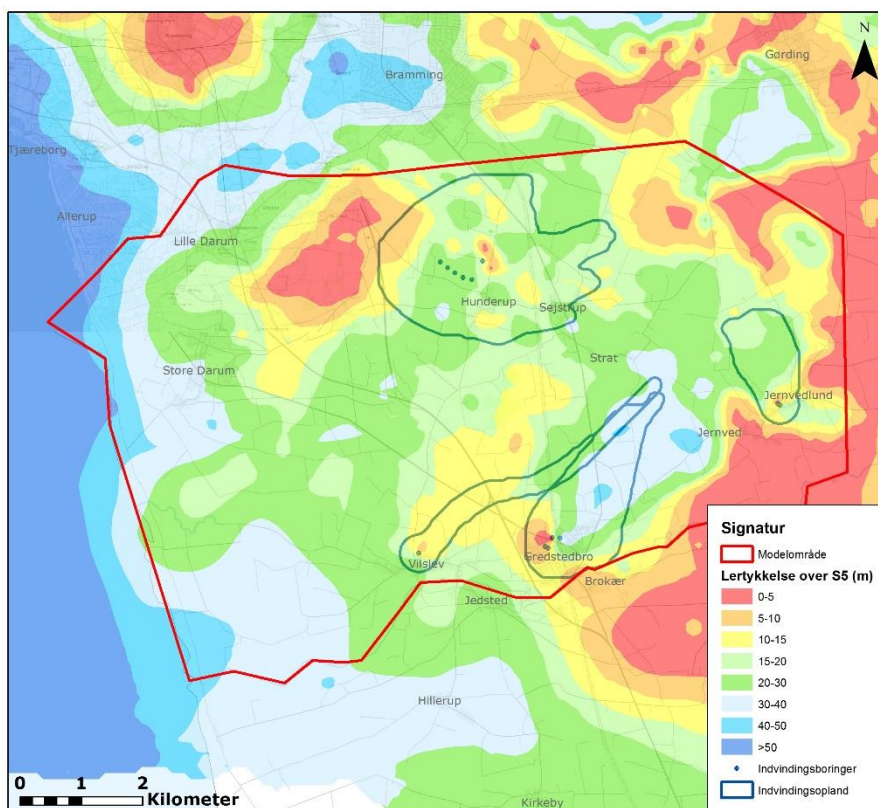 N
Gørding
Bramming
Tjæreborg
Allerup
Lille Darum
Hunderup
Sejstrup
Strat
Store Darum
Jernvedlund
Jernved
Gredstedbro
Vilslev
Brokær
Jedsted
Hillerup
Kirkeby
Signatur
Modelområde
Lertykkelse over S5 (m)
0-5
5-10
10-15
15-20
20-30
30-40
40-50
>50
Indvindingsboringer
Indvindingsopland
0 1 2
Kilometer